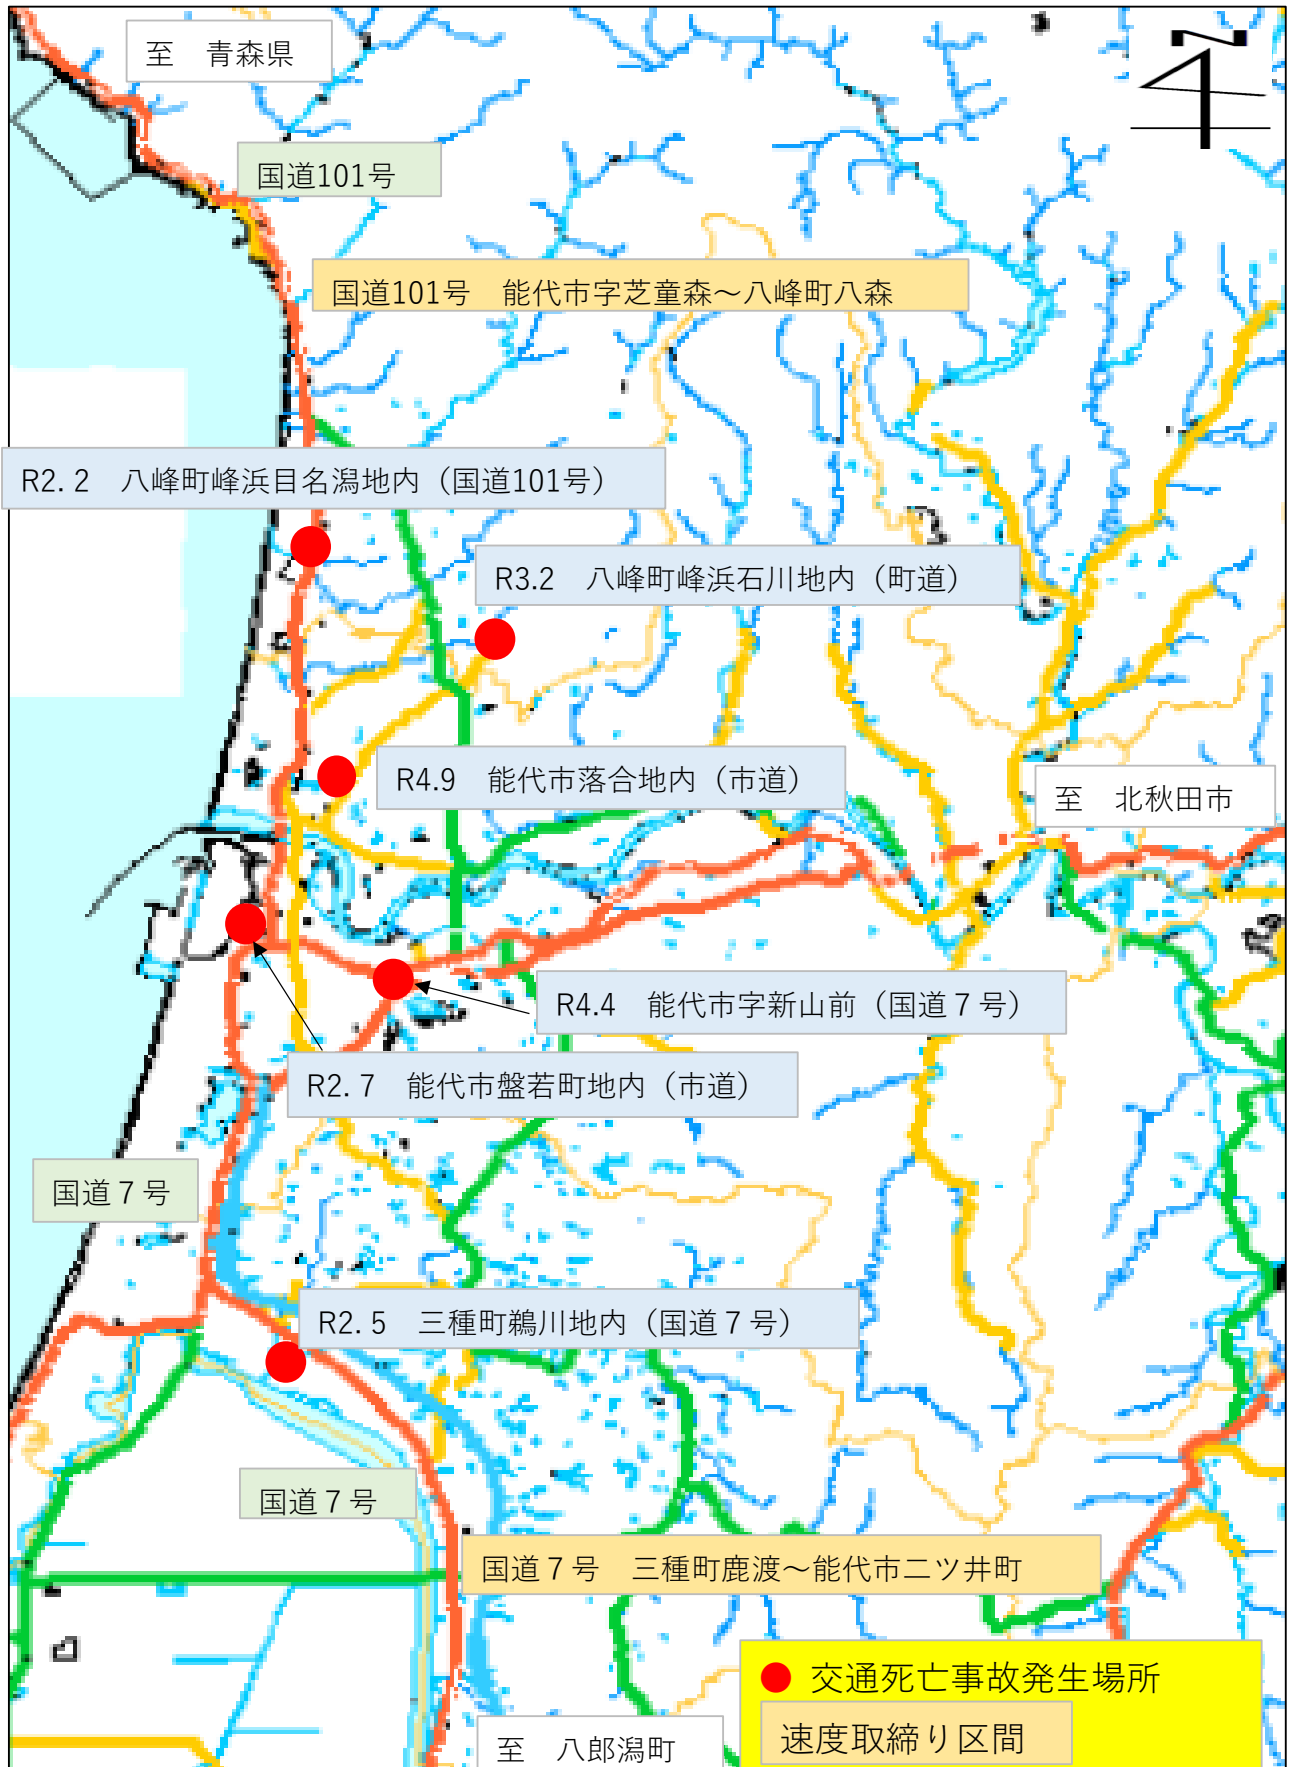 至　青森県
国道101号
国道101号　能代市字芝童森～八峰町八森
R2. 2　八峰町峰浜目名潟地内（国道101号）
R3.2　八峰町峰浜石川地内（町道）
R4.9　能代市落合地内（市道）
至　北秋田市
R4.4　能代市字新山前（国道７号）
R2. 7　能代市盤若町地内（市道）
国道７号
R2. 5　三種町鵜川地内（国道７号）
国道７号
国道７号　三種町鹿渡～能代市二ツ井町
交通死亡事故発生場所
速度取締り区間
至　八郎潟町